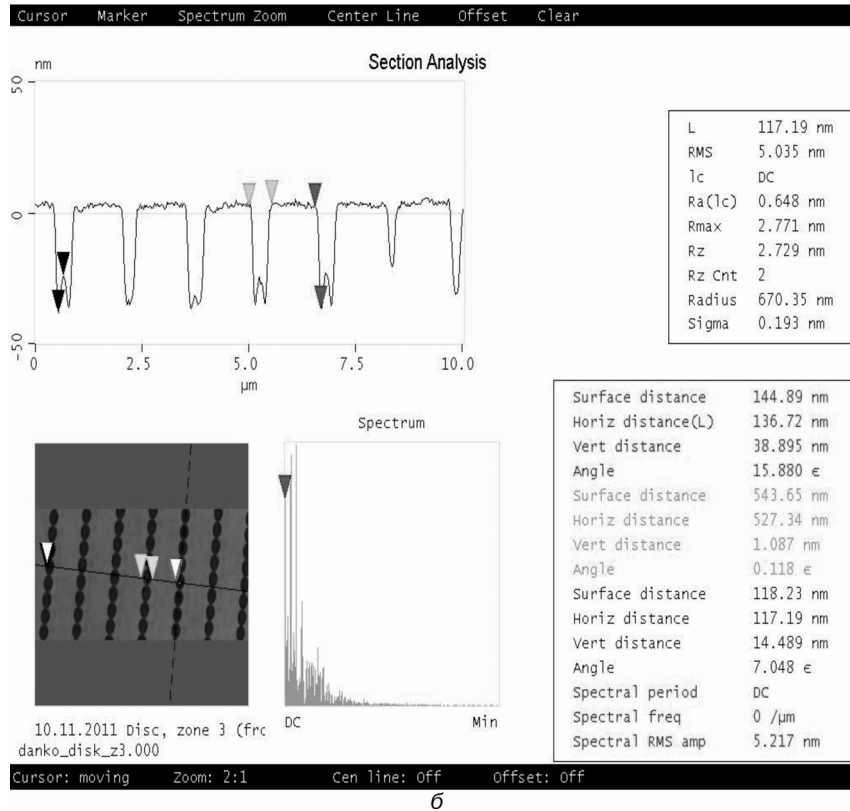 Cursor Marker Spectrum Zoom Center Line Offset Clear
Section Analysis
nm
50
0
-50
0 2.5 5.0 7.5 10.0
µm
L 117.19 nm
RMS 5.035 nm
lc DC
Ra(lc) 0.648 nm
Rmax 2.771 nm
Rz 2.729 nm
Rz Cnt 2
Radius 670.35 nm
Sigma 0.193 nm
Surface distance 144.89 nm
Horiz distance(L) 136.72 nm
Vert distance 38.895 nm
Angle 15.880 є
Surface distance 543.65 nm
Horiz distance 527.34 nm
Vert distance 1.087 nm
Angle 0.118 є
Surface distance 118.23 nm
Horiz distance 117.19 nm
Vert distance 14.489 nm
Angle 7.048 є
Spectral period DC
Spectral freq 0 /µm
Spectral RMS amp 5.217 nm
Spectrum
DC Min
10.11.2011 Disc, zone 3 (frc
danko_disk_z3.000
Cursor: moving Zoom: 2:1 Cen line: Off Offset: Off
б